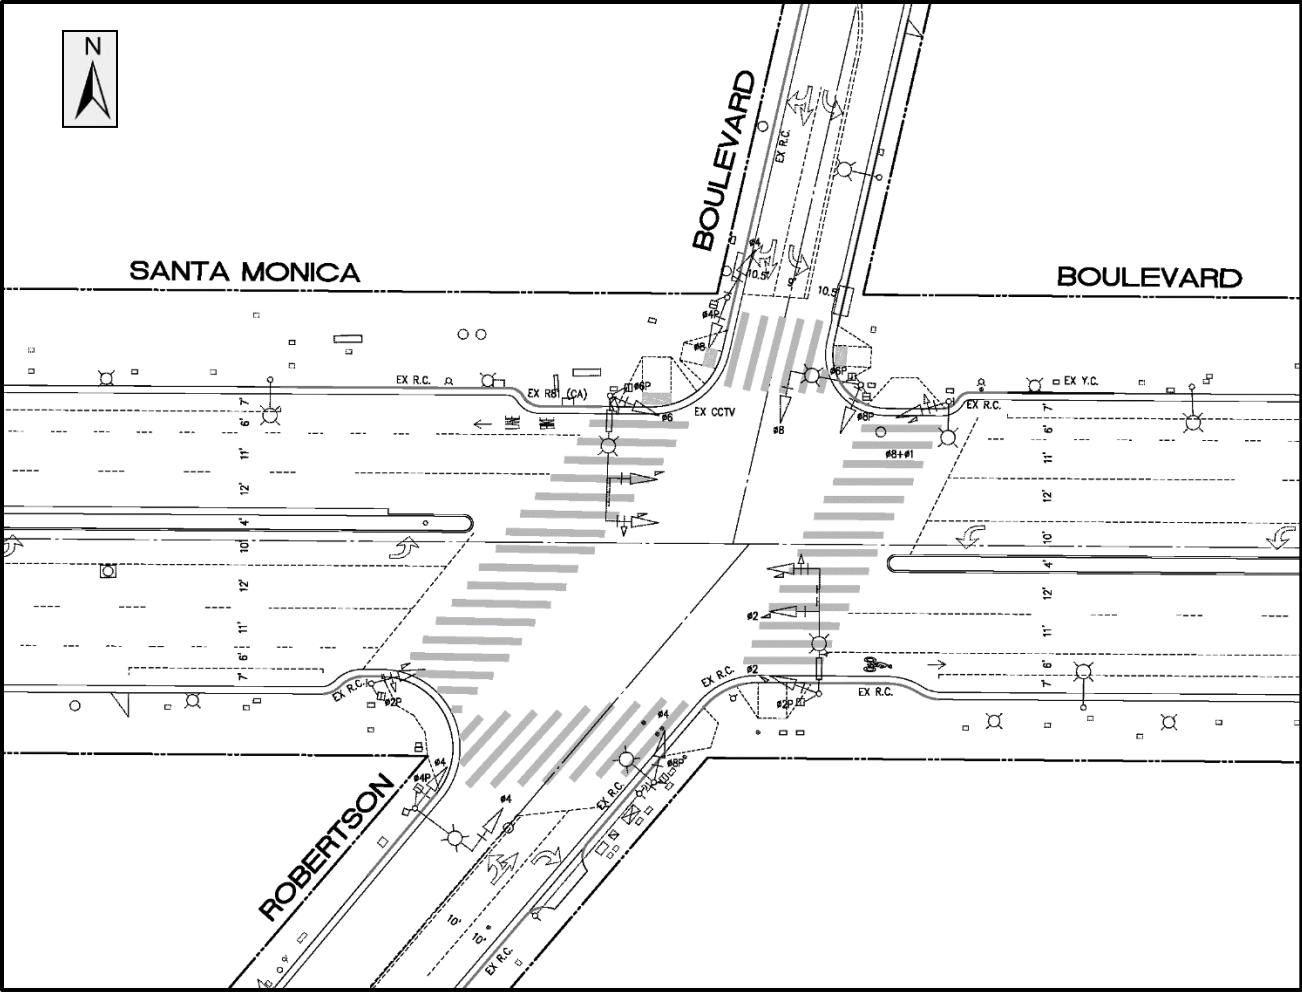 N
BOULEVARD
EX R.C.
SANTA MONICA
BOULEVARD
ø4
10.5'
9'
10.5
ø4P
ø8
EX R.C.
EX R81 (CA)
ø6P
ø6
EX CCTV
ø6P
ø8P
ø8
ø8+ø1
EX Y.C.
EX R.C.
7'
6'
11'
12'
4'
10'
12'
11'
6'
7'
7'
6'
11'
12'
10'
4'
12'
11'
6'
7'
ø2
ø2
ø2P
EX R.C.
EX R.C.
EX R.C.
ø2P
ø4
ø4P
ø4
ø4
EX R.C.
ROBERTSON
10'
10'
EX R.C.